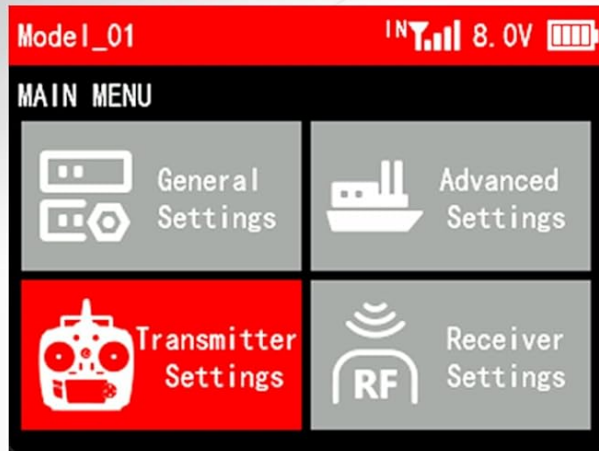 Model_01 IN 8.0V
MAIN MENU
General
Settings
Advanced
Settings
Transmitter
Settings
RF
Receiver
Settings